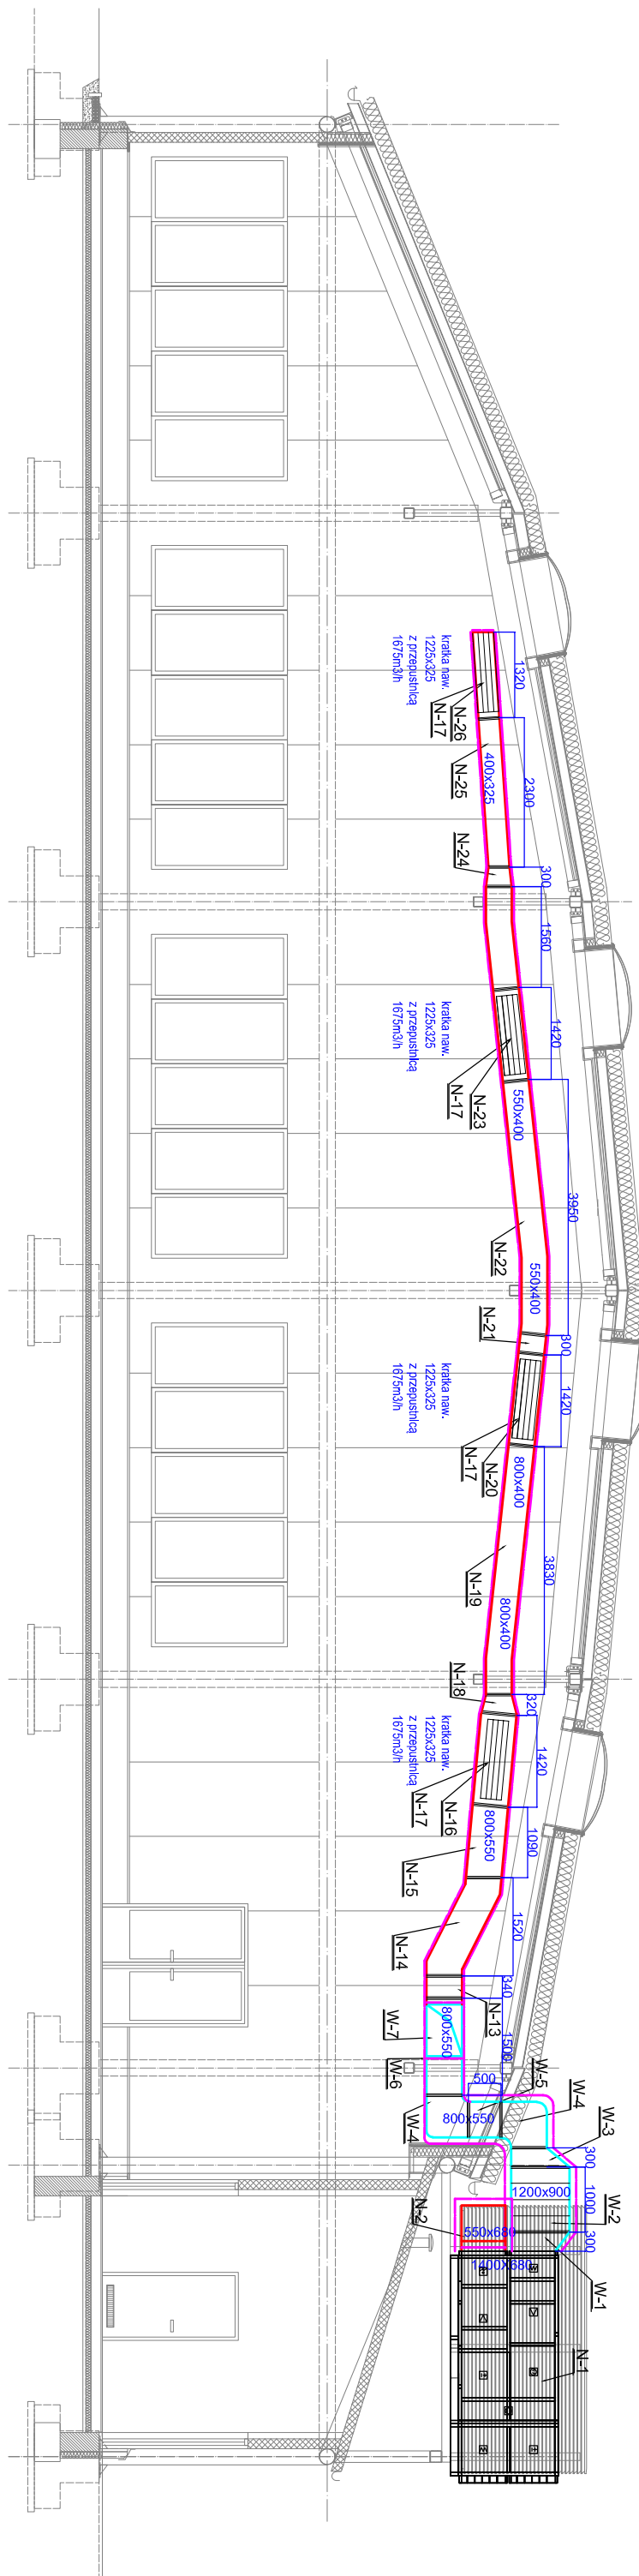 1320
kratka naw.
1225x325
z przepustnicą
1675m3/h
N-26
N-17
400x325
2300
N-25
N-24
300
1560
1420
kratka naw.
1225x325
z przepustnicą
1675m3/h
N-23
N-17
550x400
3950
N-22
550x400
N-21
300
1420
kratka naw.
1225x325
z przepustnicą
1675m3/h
N-20
N-17
800x400
3830
N-19
800x400
N-18
320
1420
kratka naw.
1225x325
z przepustnicą
1675m3/h
N-16
N-17
800x550
1090
N-15
1520
N-14
340
N-13
800x550
1500
W-7
W-6
500
W-5
W-4
800x550
W-4
W-3
300
1200x900
1000
W-2
300
N-2
550x680
1400X680
W-1
N-1